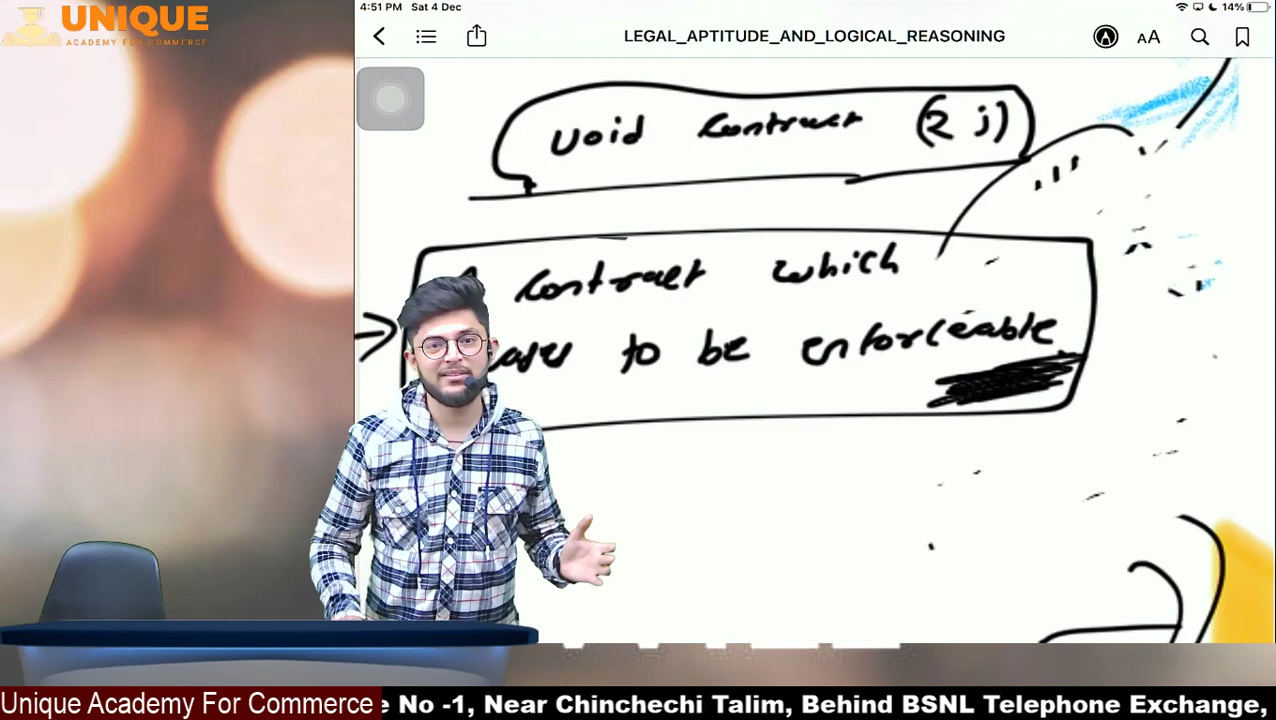 UNIQUE
ACADEMY FOR COMMERCE
4:51 PM Sat 4 Dec
14%
LEGAL_APTITUDE_AND_LOGICAL_REASONING
AA
void contract (2 j)
A contract which
to be enforceable
Unique Academy For Commerce
e No -1, Near Chinchechi Talim, Behind BSNL Telephone Exchange,